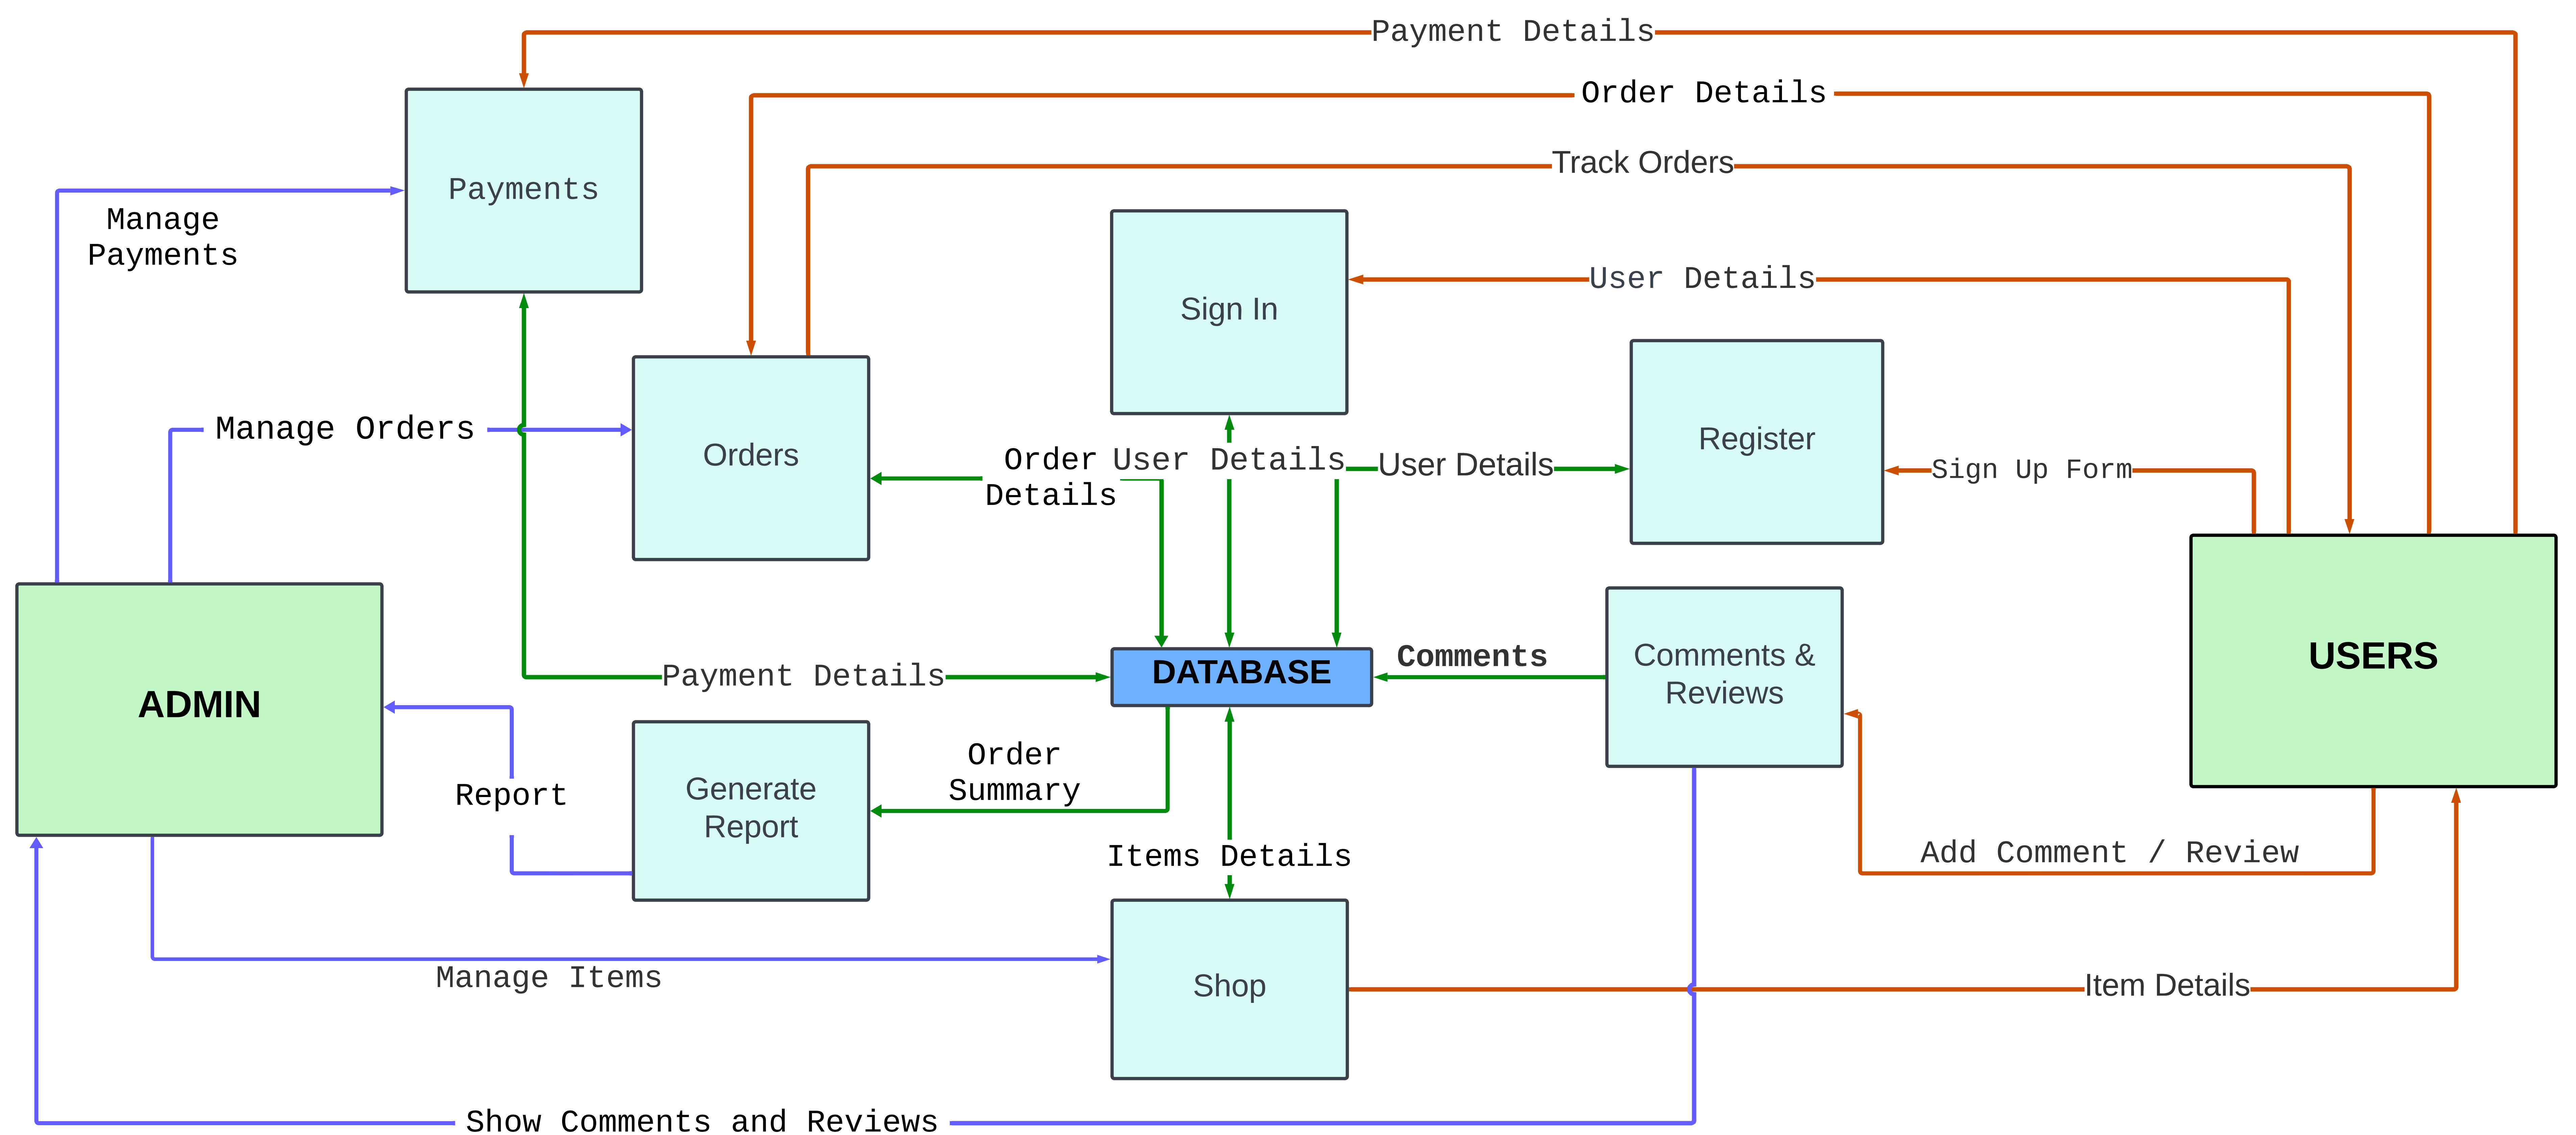 Payment Details
Order Details
Track Orders
Payments
Manage
Payments
Sign In
User Details
Manage Orders
Orders
Order
Details
User Details
User Details
Register
Sign Up Form
ADMIN
Payment Details
DATABASE
Comments
Comments &
Reviews
USERS
Report
Generate
Report
Order
Summary
Items Details
Add Comment / Review
Manage Items
Shop
Item Details
Show Comments and Reviews